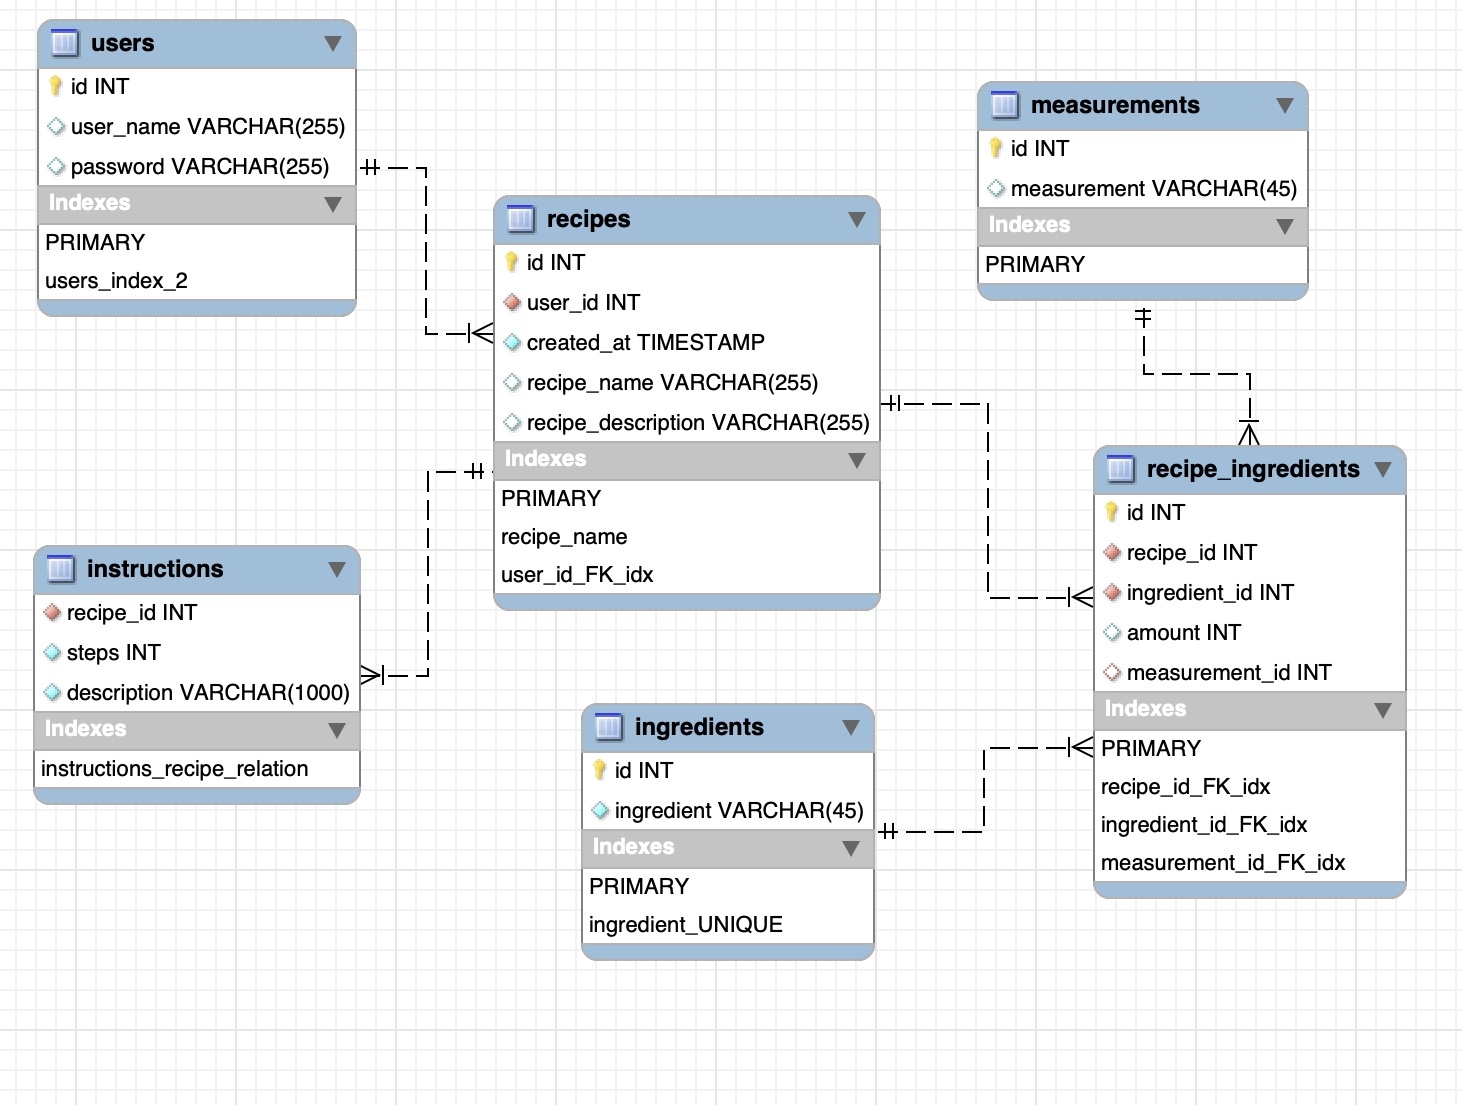 users
id INT
user_name VARCHAR(255)
password VARCHAR(255)
Indexes
PRIMARY
users_index_2
recipes
id INT
user_id INT
created_at TIMESTAMP
recipe_name VARCHAR(255)
recipe_description VARCHAR(255)
Indexes
PRIMARY
recipe_name
user_id_FK_idx
measurements
id INT
measurement VARCHAR(45)
Indexes
PRIMARY
instructions
recipe_id INT
steps INT
description VARCHAR(1000)
Indexes
instructions_recipe_relation
ingredients
id INT
ingredient VARCHAR(45)
Indexes
PRIMARY
ingredient_UNIQUE
recipe_ingredients
id INT
recipe_id INT
ingredient_id INT
amount INT
measurement_id INT
Indexes
PRIMARY
recipe_id_FK_idx
ingredient_id_FK_idx
measurement_id_FK_idx